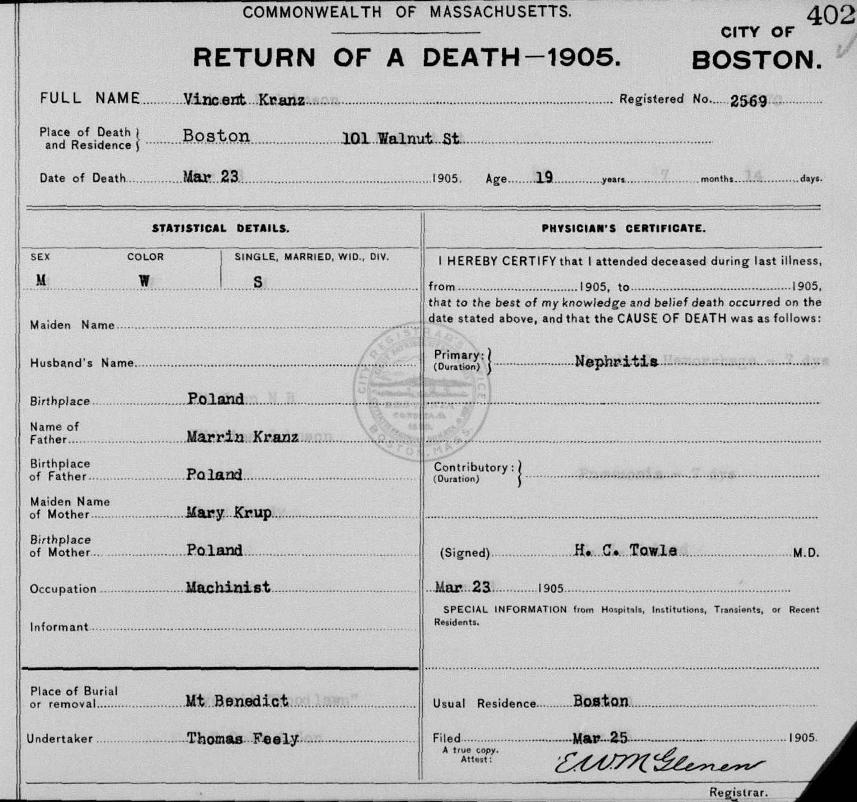 COMMONWEALTH OF MASSACHUSETTS.
402
CITY OF
RETURN OF A DEATH—1905. BOSTON.
FULL NAME Vincent Kranz Registered No. 2569
Place of Death and Residence } Boston 101 Walnut St
Date of Death Mar 23 1905. Age 19 years 7 months 14 days.
STATISTICAL DETAILS.
SEX COLOR SINGLE, MARRIED, WID., DIV.
M W S
Maiden Name
Husband's Name
Birthplace Poland
Name of Father Marrin Kranz
Birthplace of Father Poland
Maiden Name of Mother Mary Krup
Birthplace of Mother Poland
Occupation Machinist
Informant
Place of Burial or removal Mt Benedict
Undertaker Thomas Feely
PHYSICIAN'S CERTIFICATE.
I HEREBY CERTIFY that I attended deceased during last illness,
from 1905, to 1905,
that to the best of my knowledge and belief death occurred on the
date stated above, and that the CAUSE OF DEATH was as follows:
Primary: (Duration) } Nephritis
Contributory: (Duration) }
(Signed) H. C. Towle M.D.
Mar 23 1905
SPECIAL INFORMATION from Hospitals, Institutions, Transients, or Recent
Residents.
Usual Residence Boston
Filed Mar 25 1905.
A true copy.
Attest: E.W.McGlenen
Registrar.